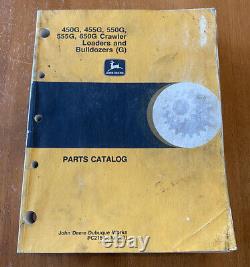 450G, 455G, 550G,
555G, 650G Crawler
Loaders and
Bulldozers (G)
JOHN DEERE
PARTS CATALOG
John Deere Dubuque Works